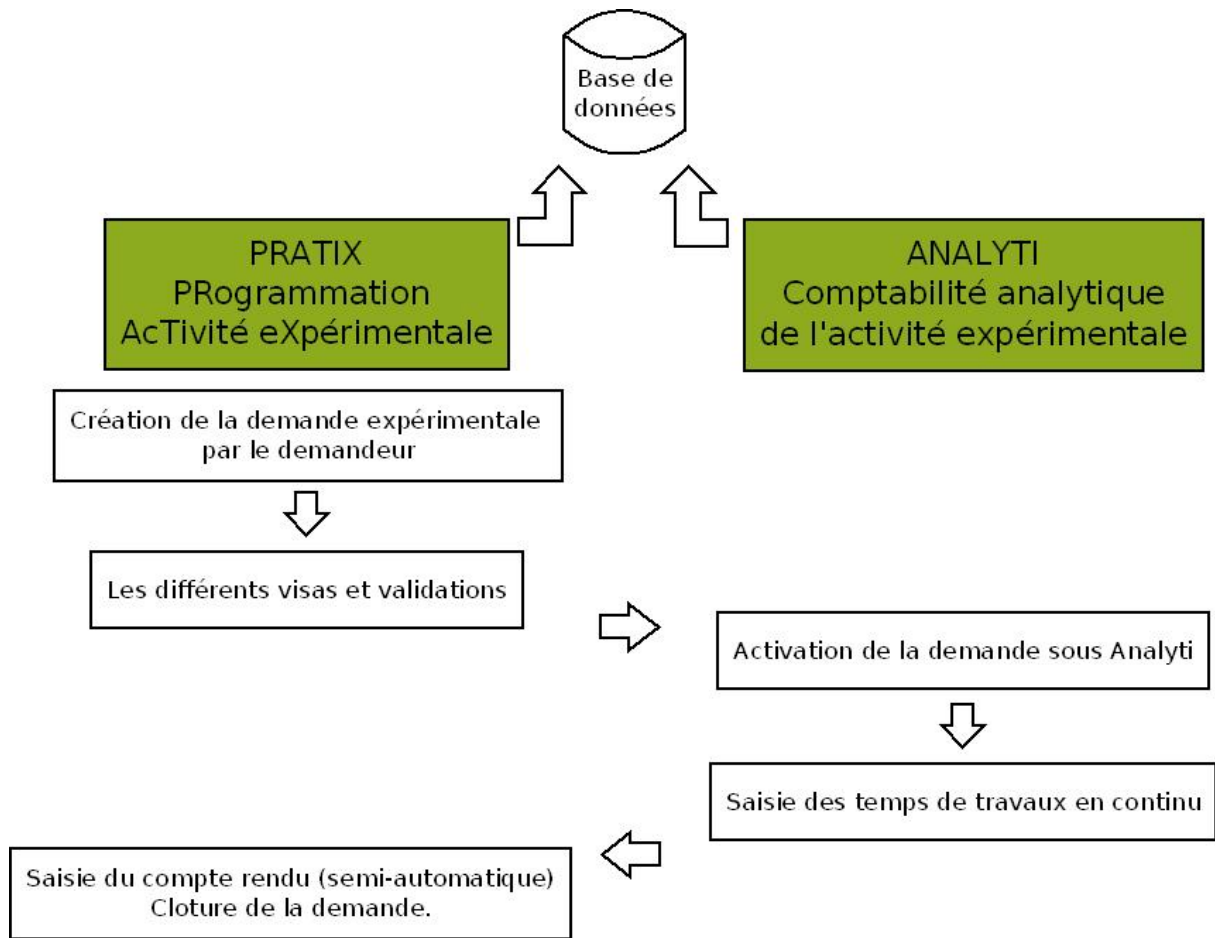 Base de
données
PRATIX
PRogrammation
AcTivité eXpérimentale
ANALYTI
Comptabilité analytique
de l'activité expérimentale
Création de la demande expérimentale
par le demandeur
Les différents visas et validations
Activation de la demande sous Analyti
Saisie des temps de travaux en continu
Saisie du compte rendu (semi-automatique)
Cloture de la demande.